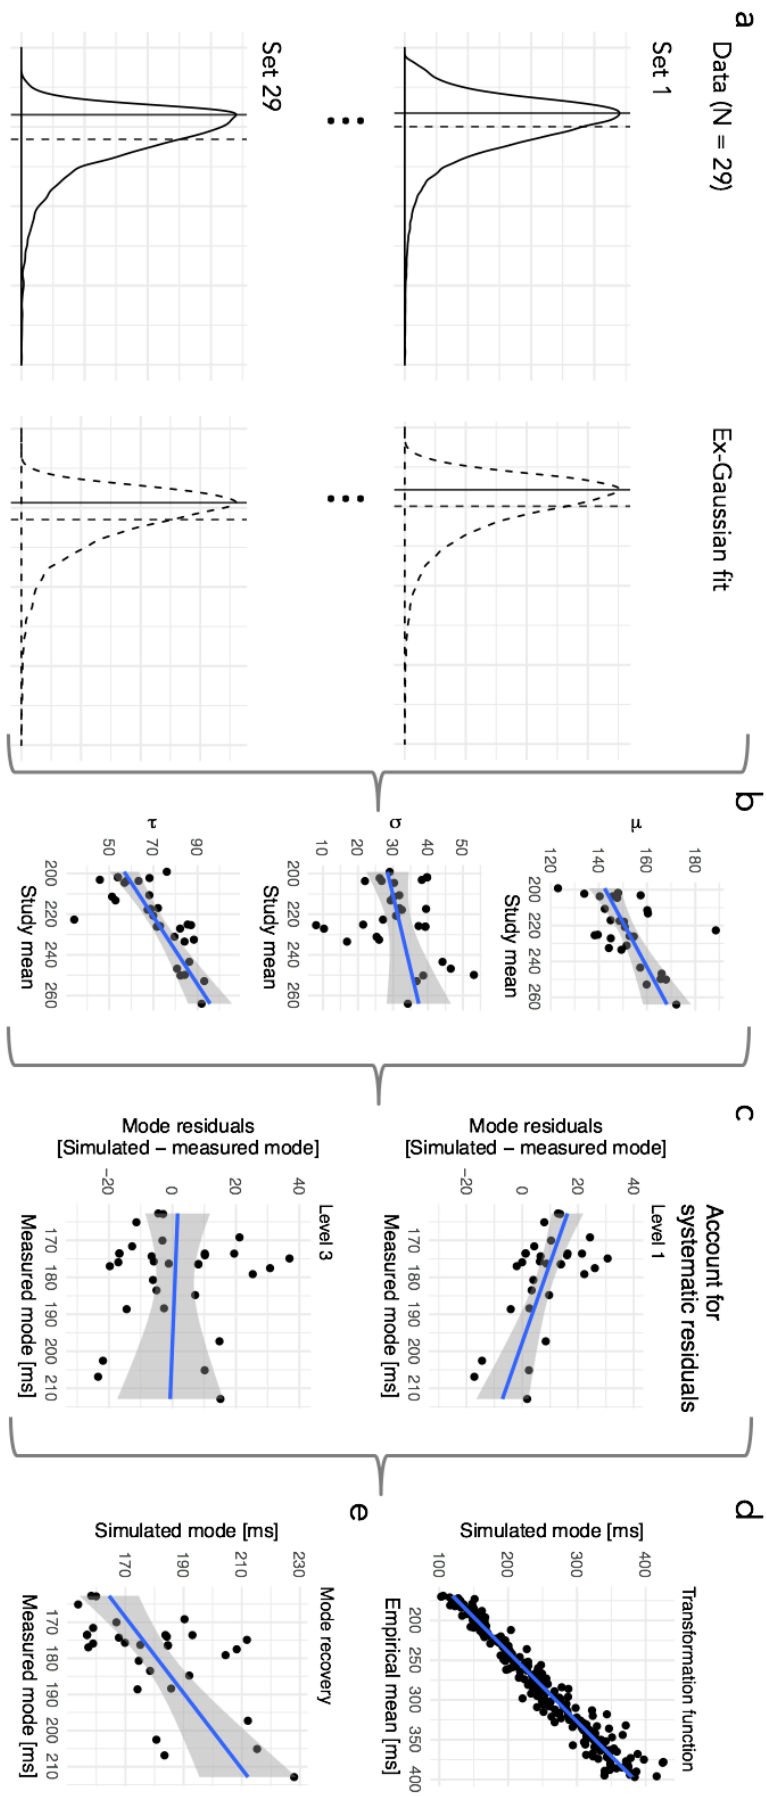 a
Data (N = 29)
Ex-Gaussian fit
Set 1
...
...
Set 29
b
μ
180
160
140
120
200 220 240 260
Study mean
σ
50
40
30
20
10
200 220 240 260
Study mean
τ
90
70
50
200 220 240 260
Study mean
c
Account for
systematic residuals
Level 1
Mode residuals
[Simulated – measured mode]
40
20
0
−20
170 180 190 200 210
Measured mode [ms]
Level 3
Mode residuals
[Simulated – measured mode]
40
20
0
−20
170 180 190 200 210
Measured mode [ms]
d
Transformation function
Simulated mode [ms]
400
300
200
100
200 250 300 350 400
Empirical mean [ms]
e
Mode recovery
Simulated mode [ms]
230
210
190
170
170 180 190 200 210
Measured mode [ms]